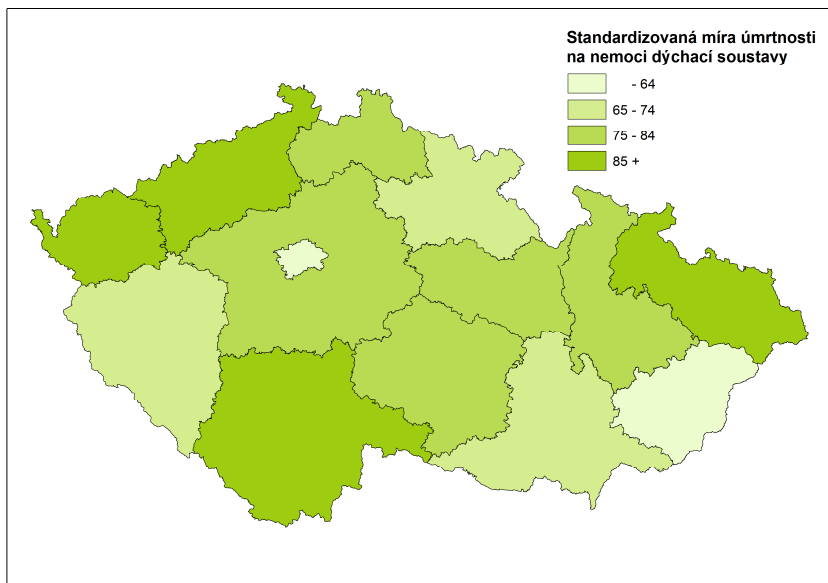 Standardizovaná míra úmrtnosti
na nemoci dýchací soustavy
- 64
65 - 74
75 - 84
85 +